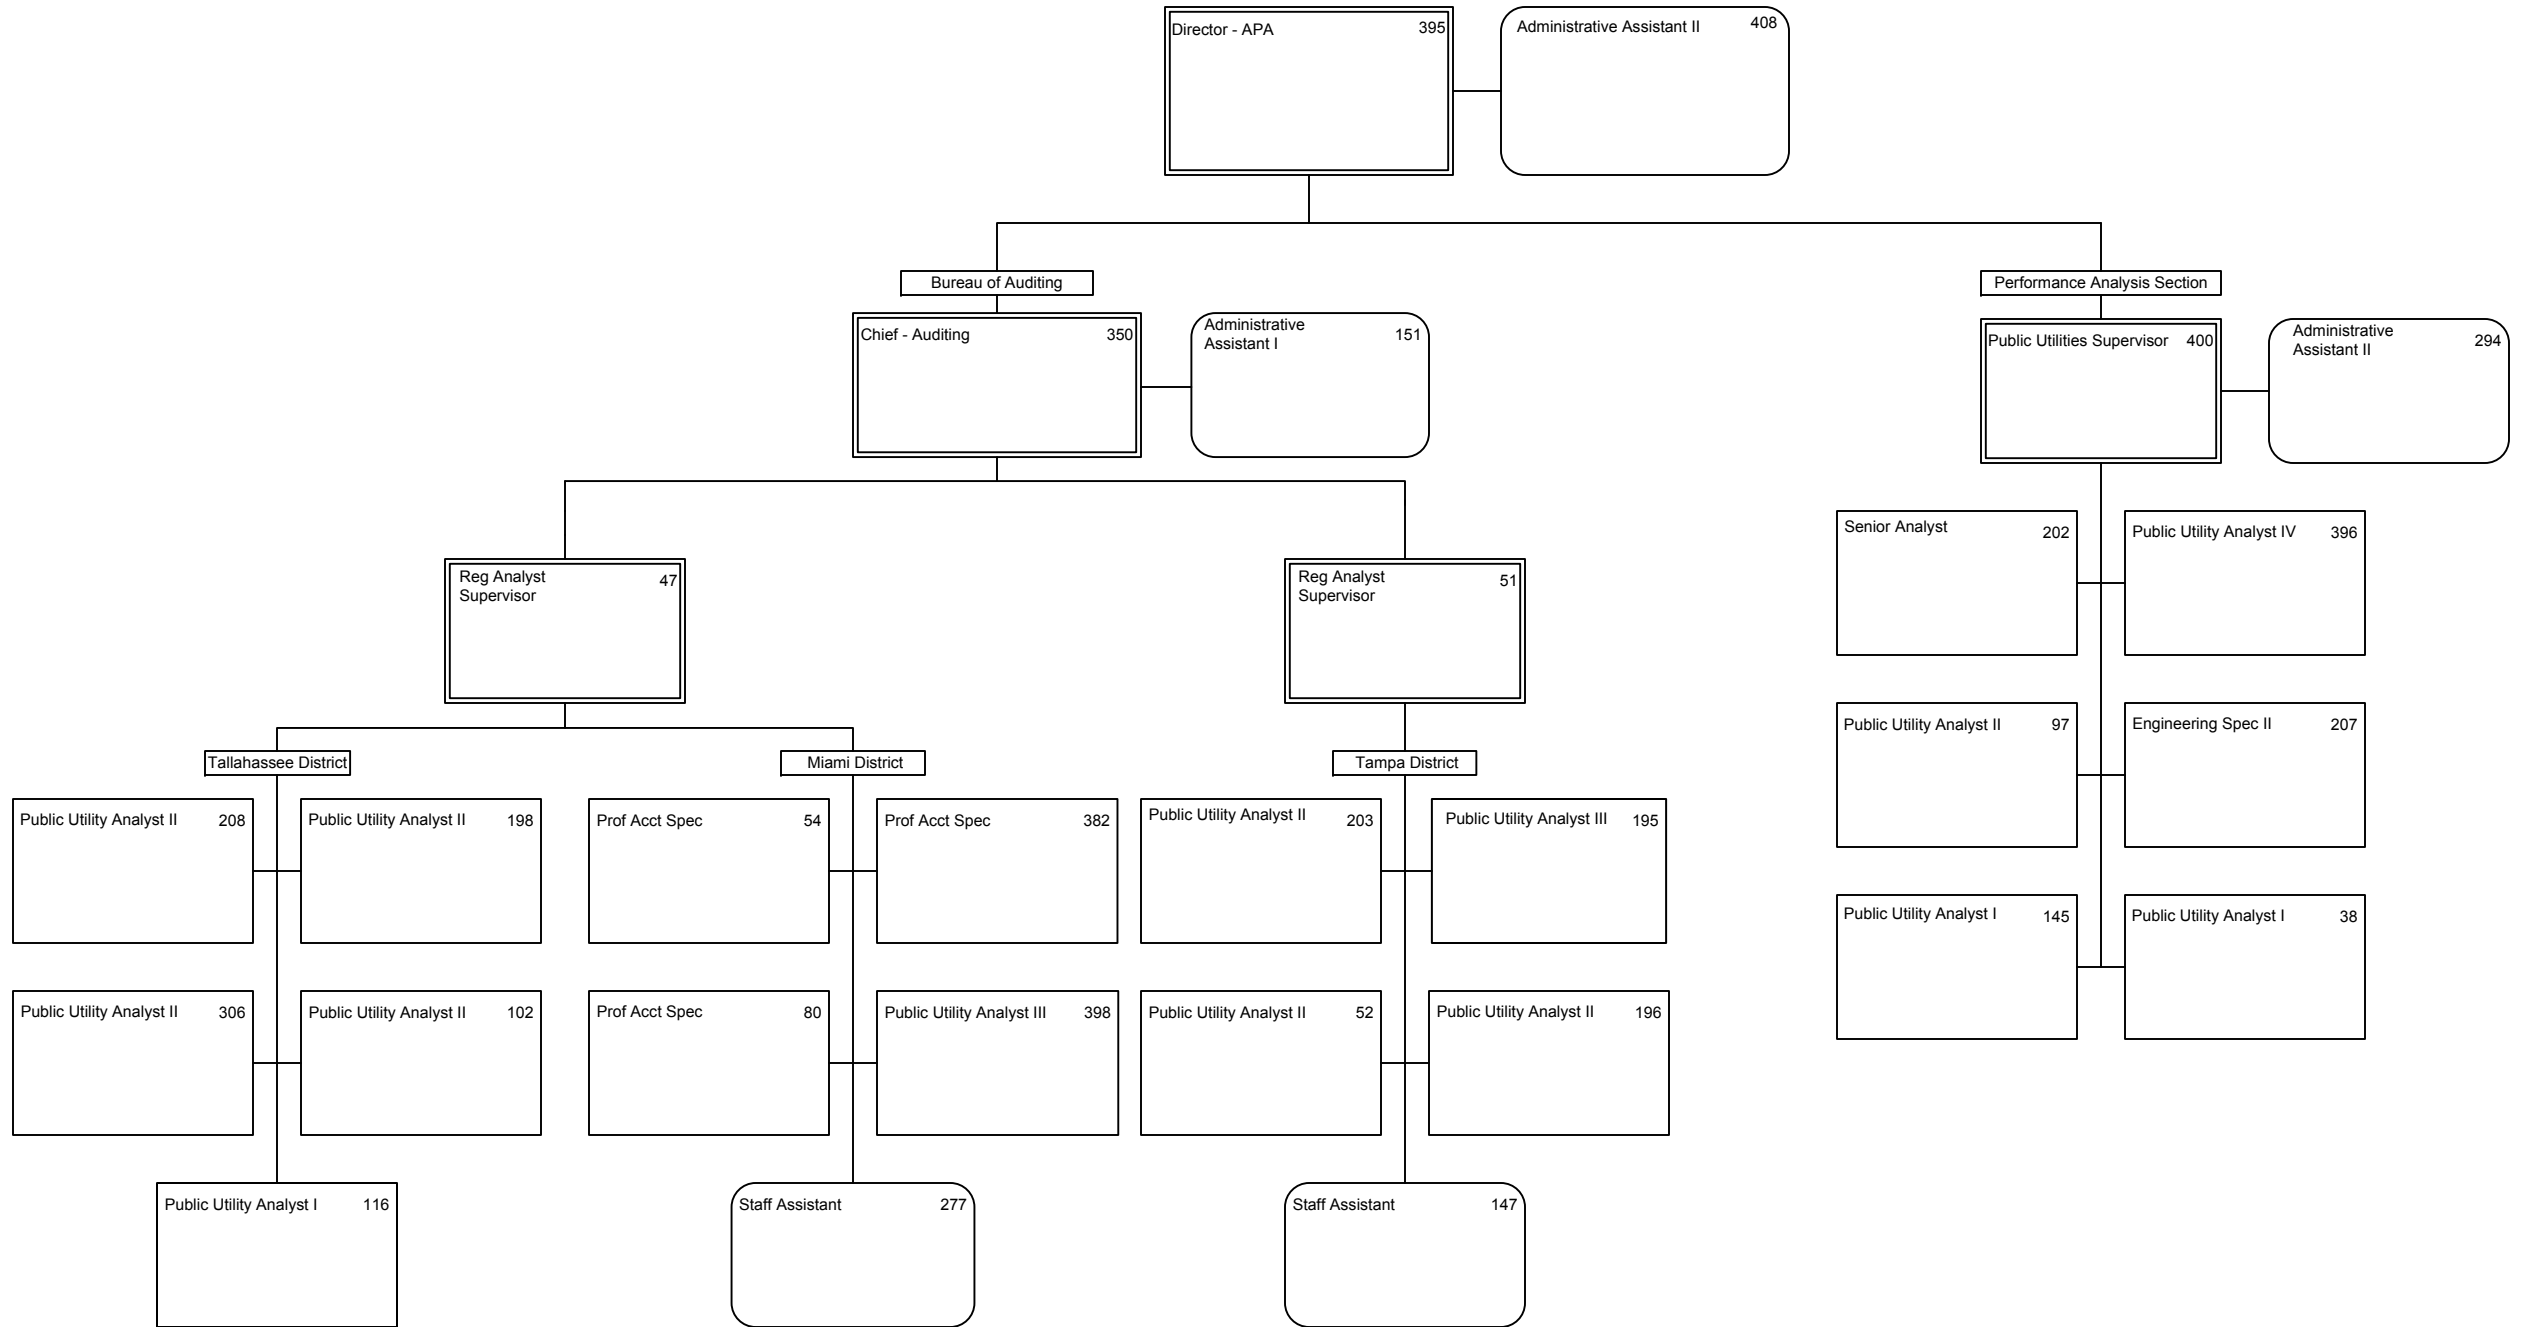 Director - APA 395
Administrative Assistant II 408
Bureau of Auditing
Performance Analysis Section
Chief - Auditing 350
Administrative
Assistant I 151
Public Utilities Supervisor 400
Administrative
Assistant II 294
Reg Analyst
Supervisor 47
Reg Analyst
Supervisor 51
Senior Analyst 202
Public Utility Analyst IV 396
Public Utility Analyst II 97
Engineering Spec II 207
Public Utility Analyst I 145
Public Utility Analyst I 38
Tallahassee District
Miami District
Tampa District
Public Utility Analyst II 208
Public Utility Analyst II 198
Prof Acct Spec 54
Prof Acct Spec 382
Public Utility Analyst II 203
Public Utility Analyst III 195
Public Utility Analyst II 306
Public Utility Analyst II 102
Prof Acct Spec 80
Public Utility Analyst III 398
Public Utility Analyst II 52
Public Utility Analyst II 196
Public Utility Analyst I 116
Staff Assistant 277
Staff Assistant 147